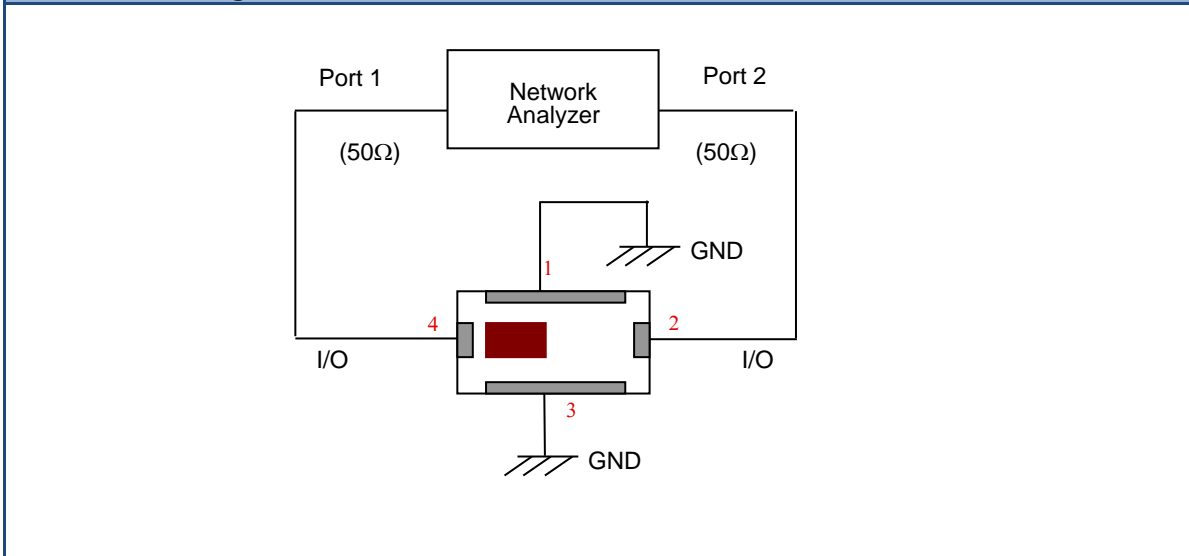 Port 1
Network
Analyzer
Port 2
(50Ω)
(50Ω)
GND
1
4
2
I/O
I/O
3
GND